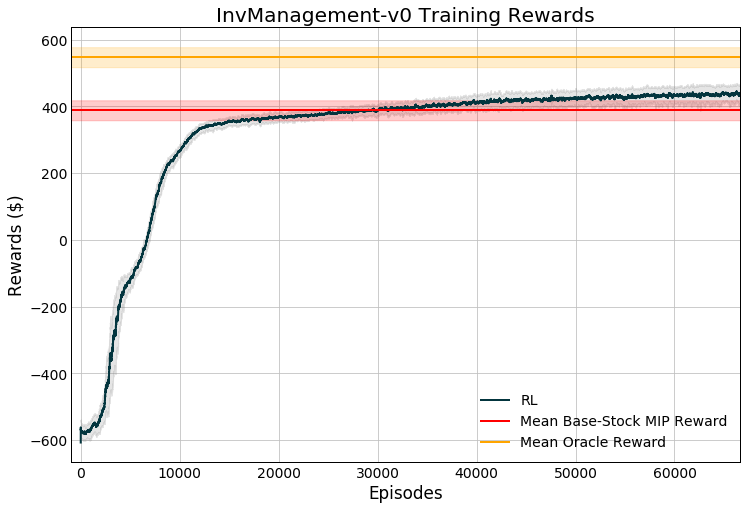 InvManagement-v0 Training Rewards
Rewards ($)
600
400
200
0
−200
−400
−600
RL
Mean Base-Stock MIP Reward
Mean Oracle Reward
0 10000 20000 30000 40000 50000 60000
Episodes